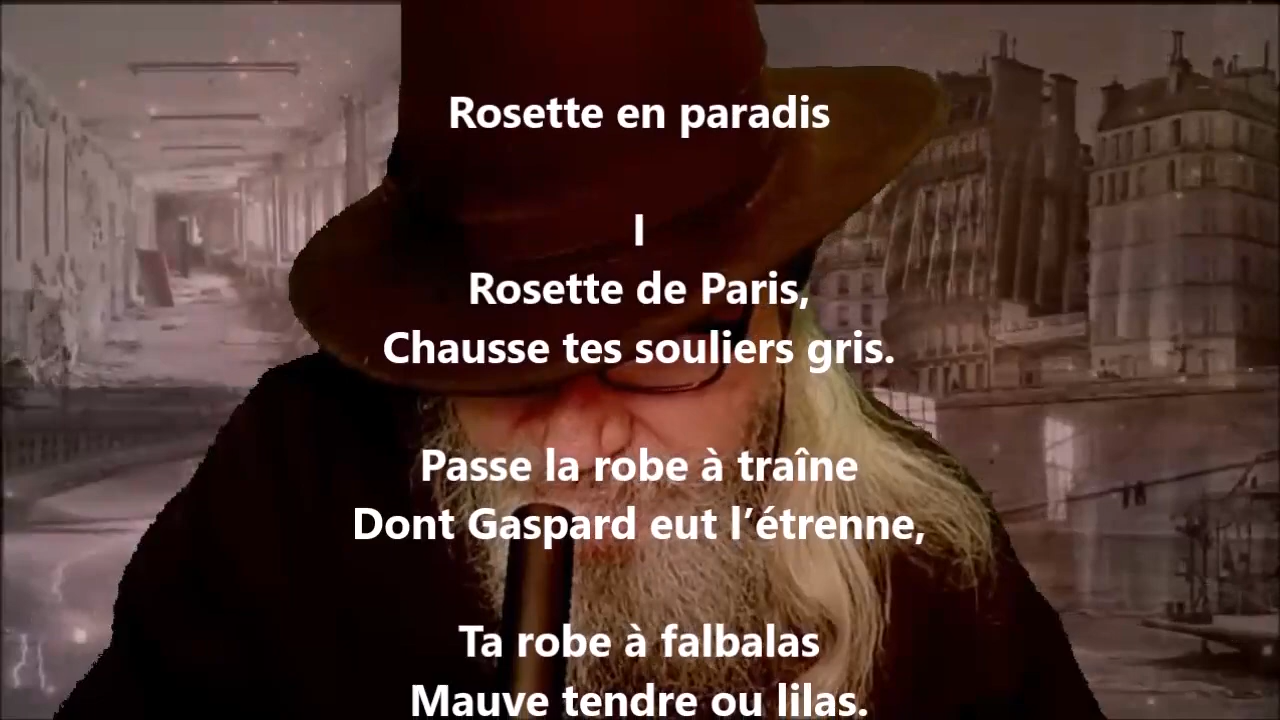 Rosette en paradis
I
Rosette de Paris,
Chausse tes souliers gris.
Passe la robe à traîne
Dont Gaspard eut l’étrenne,
Ta robe à falbalas
Mauve tendre ou lilas.